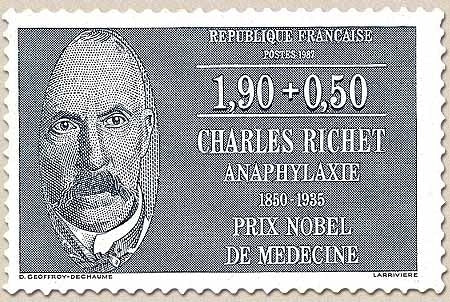 REPUBLIQUE FRANÇAISE
POSTES 1987
1,90 + 0,50
CHARLES RICHET
ANAPHYLAXIE
1850-1935
PRIX NOBEL
DE MEDECINE
D. GEOFFROY-DECHAUME
LARRIVIERE